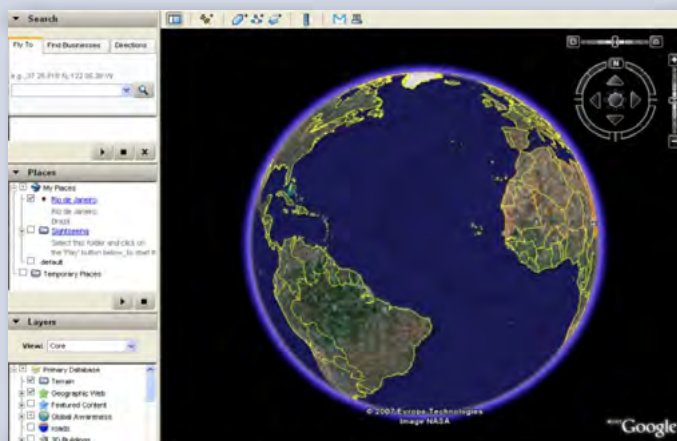 Search
Fly To Find Businesses Directions
Places
My Places
Rio de Janeiro
Rio de Janeiro
Brazil
Sightseeing
Select this folder and click on
the 'Play' button below, to start t
default
Temporary Places
Layers
View: Core
Primary Database
Terrain
Geographic Web
Featured Content
Global Awareness
roads
3D Buildings
N
© 2007 Europa Technologies
Image NASA
Google